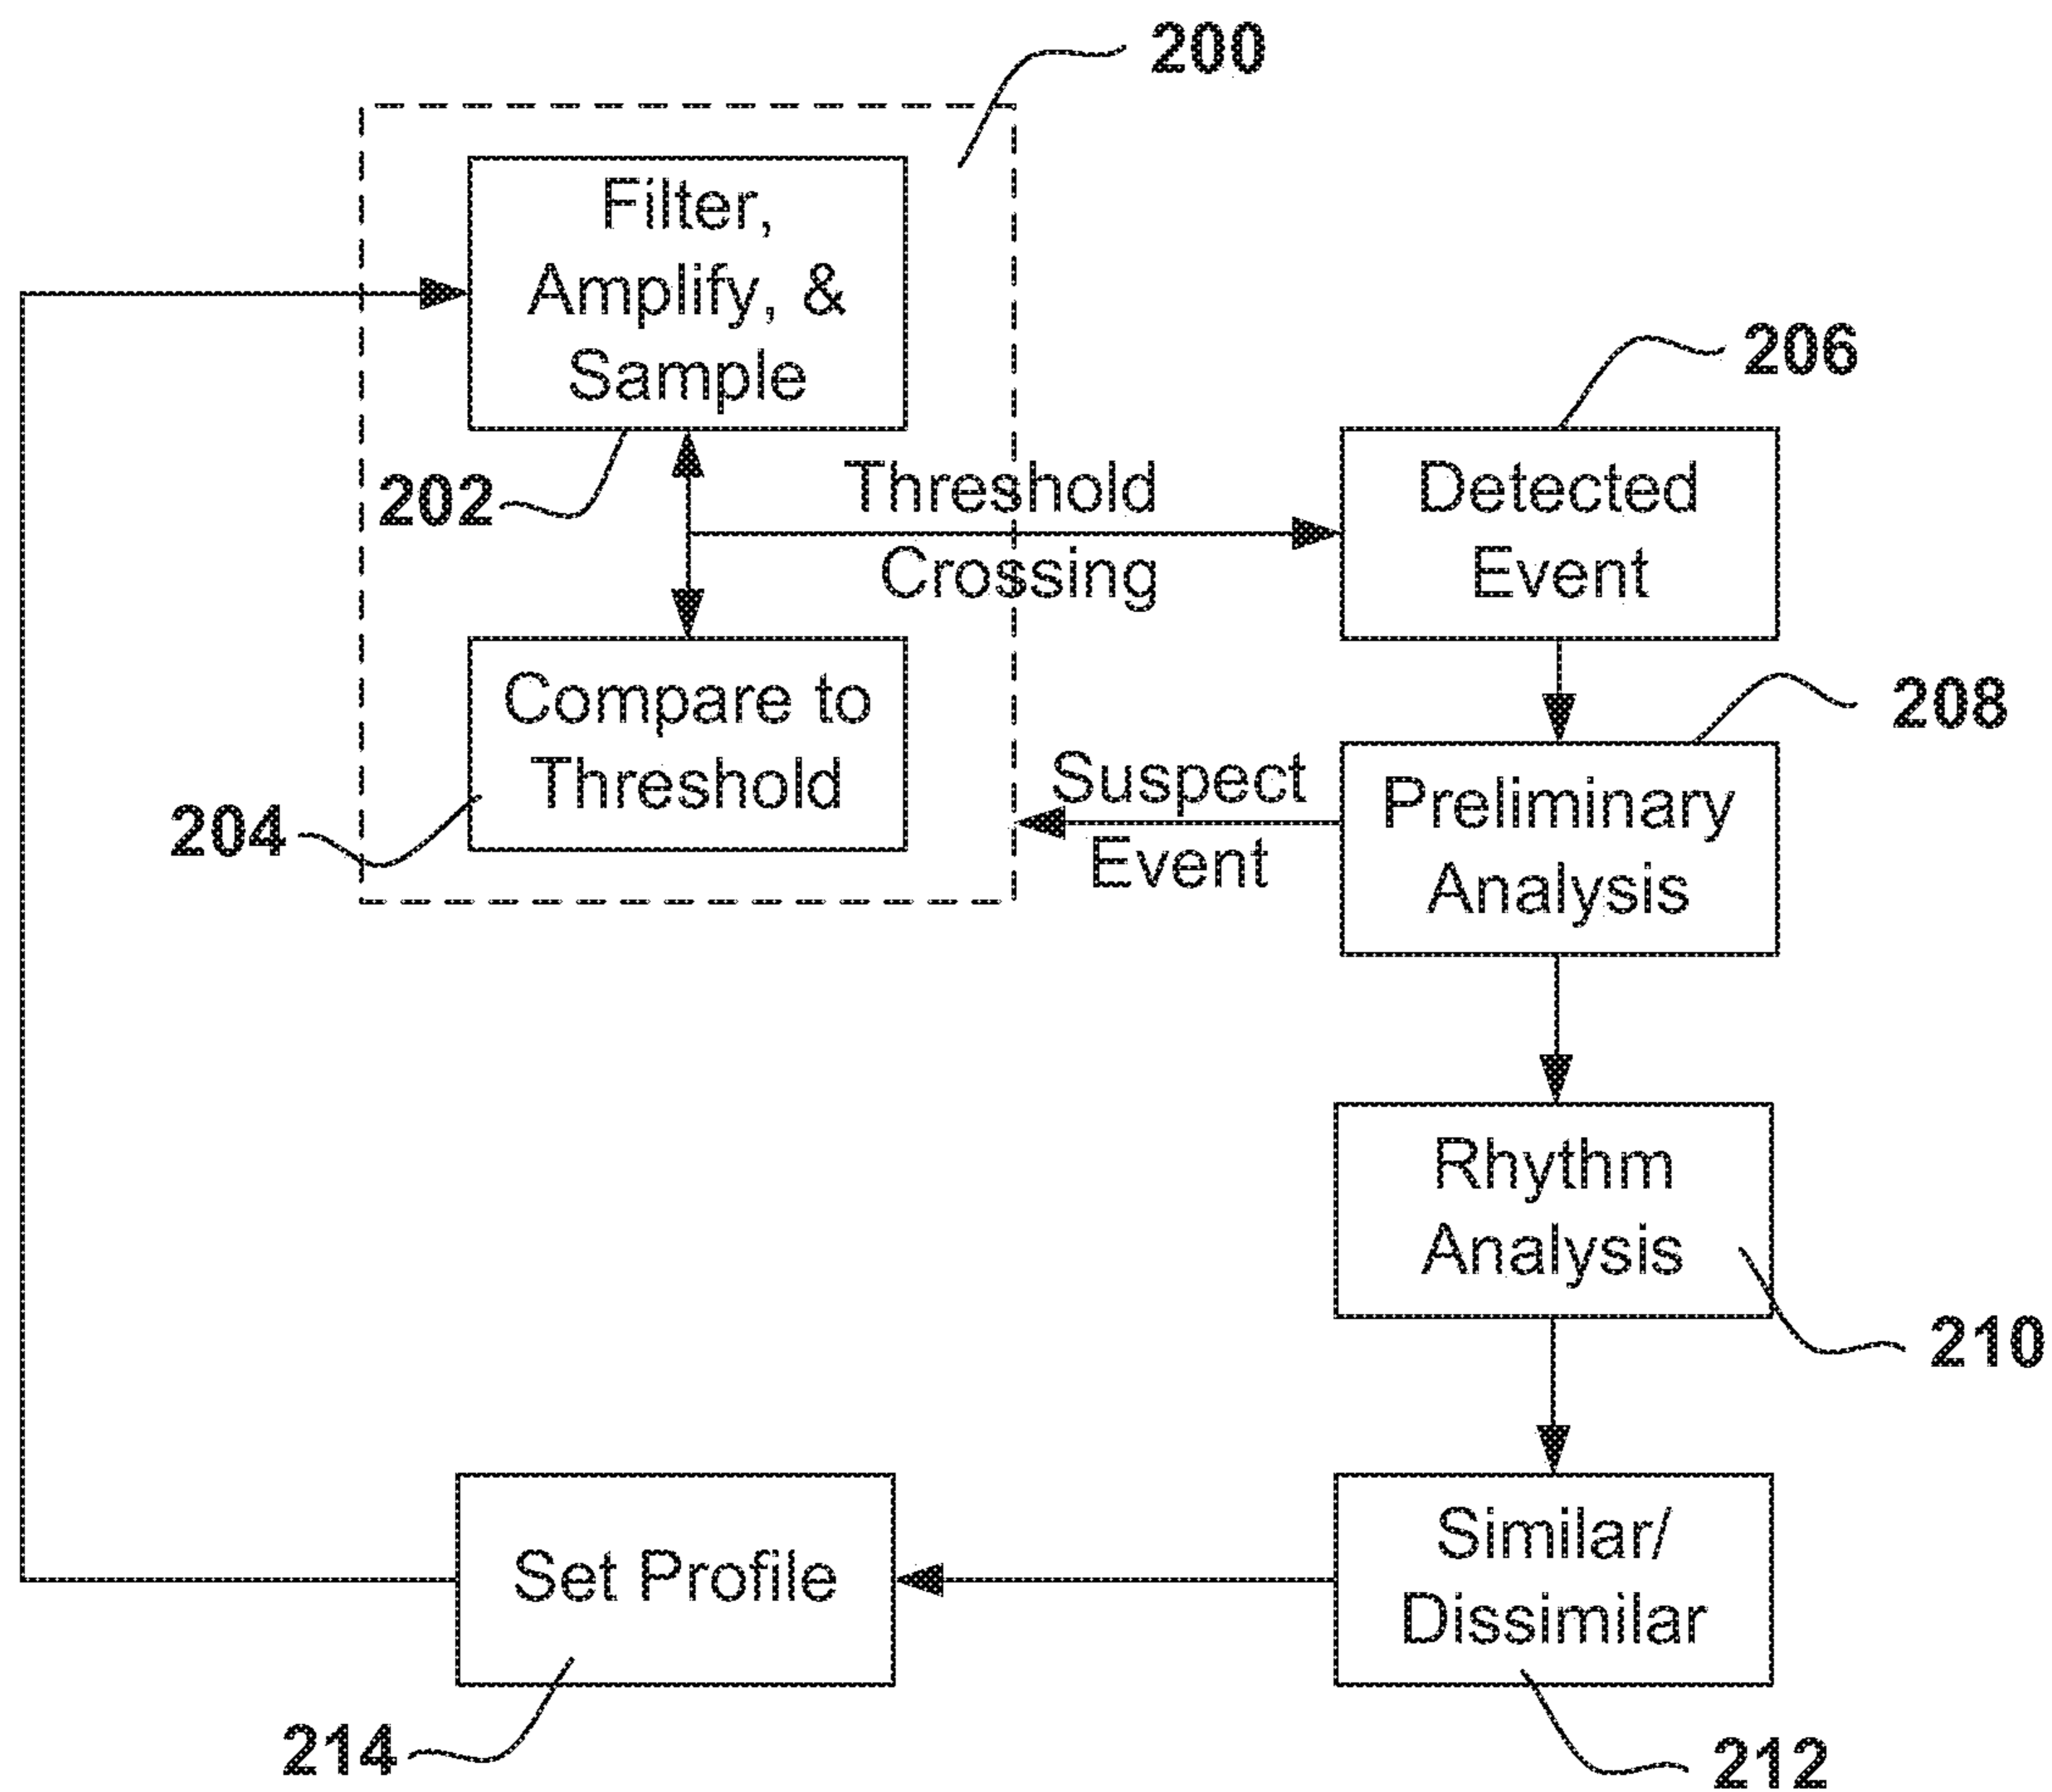 200
Filter,
Amplify, &
Sample
202
Threshold
Crossing
206
Detected
Event
Compare to
Threshold
204
208
Suspect
Event
Preliminary
Analysis
Rhythm
Analysis
210
Similar/
Dissimilar
212
Set Profile
214